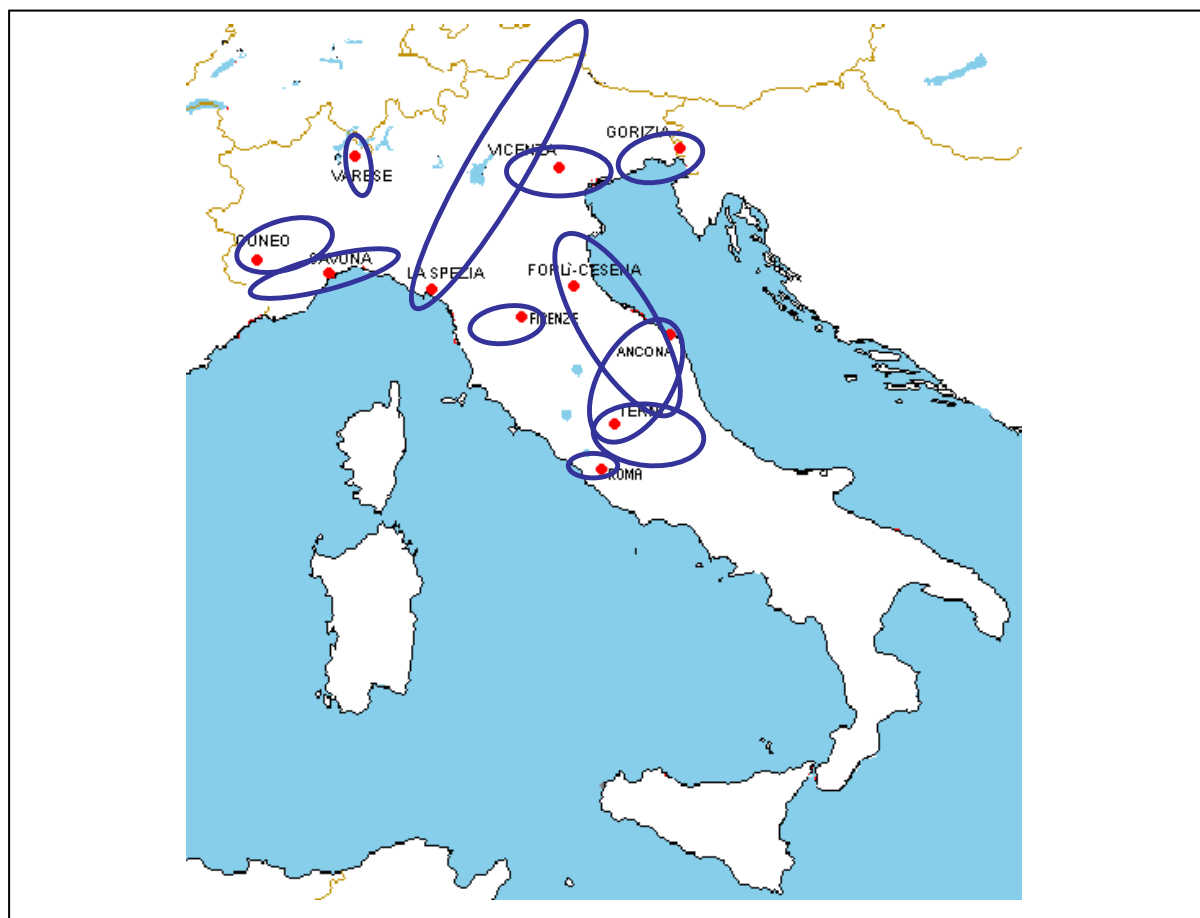 GORIZIA
VICENZA
VARESE
CUNEO
SAVONA
LA SPEZIA
FORLÌ-CESENA
FIRENZE
ANCONA
TERNI
ROMA